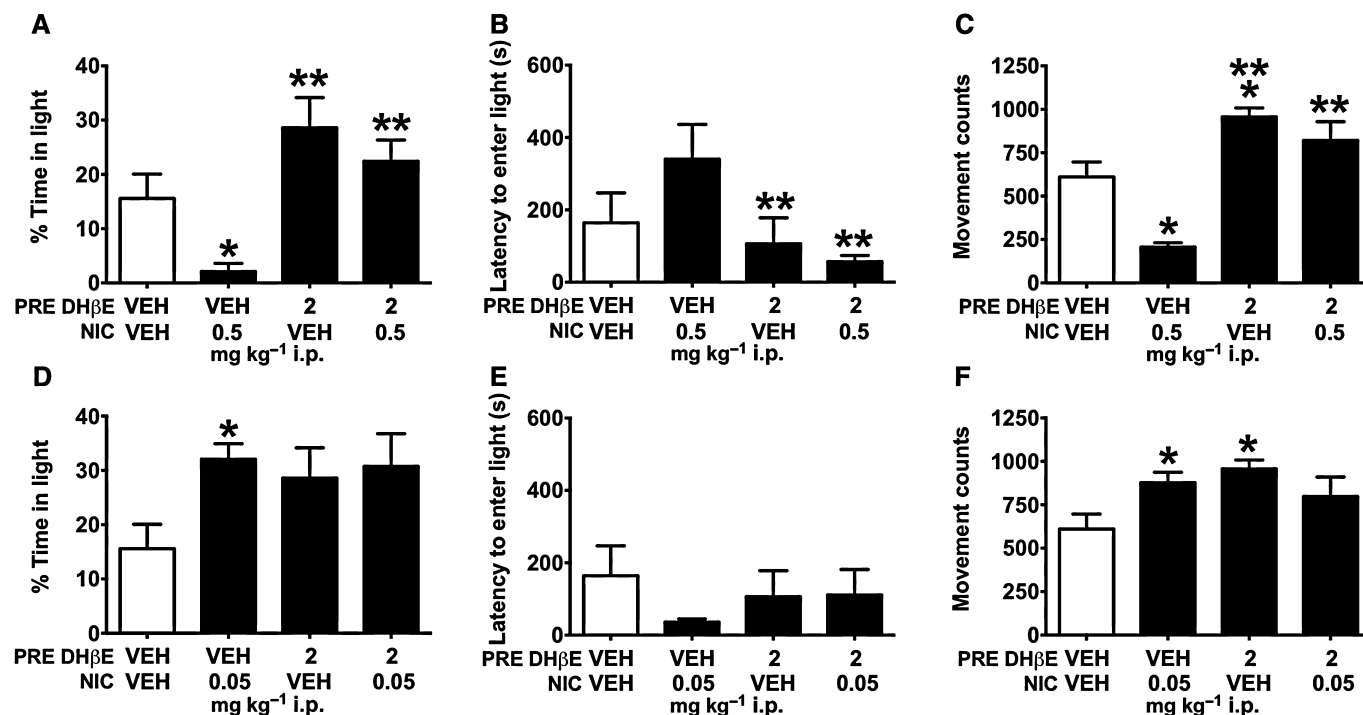 A
% Time in light
40
30
20
10
0
**
*
**
PRE DHβE VEH VEH 2 2
NIC VEH 0.5 VEH 0.5
mg kg⁻¹ i.p.
B
Latency to enter light (s)
600
400
200
0
**
**
PRE DHβE VEH VEH 2 2
NIC VEH 0.5 VEH 0.5
mg kg⁻¹ i.p.
C
Movement counts
1250
1000
750
500
250
0
**
*
**
*
PRE DHβE VEH VEH 2 2
NIC VEH 0.5 VEH 0.5
mg kg⁻¹ i.p.
D
% Time in light
40
30
20
10
0
*
PRE DHβE VEH VEH 2 2
NIC VEH 0.05 VEH 0.05
mg kg⁻¹ i.p.
E
Latency to enter light (s)
600
400
200
0
PRE DHβE VEH VEH 2 2
NIC VEH 0.05 VEH 0.05
mg kg⁻¹ i.p.
F
Movement counts
1250
1000
750
500
250
0
*
*
PRE DHβE VEH VEH 2 2
NIC VEH 0.05 VEH 0.05
mg kg⁻¹ i.p.